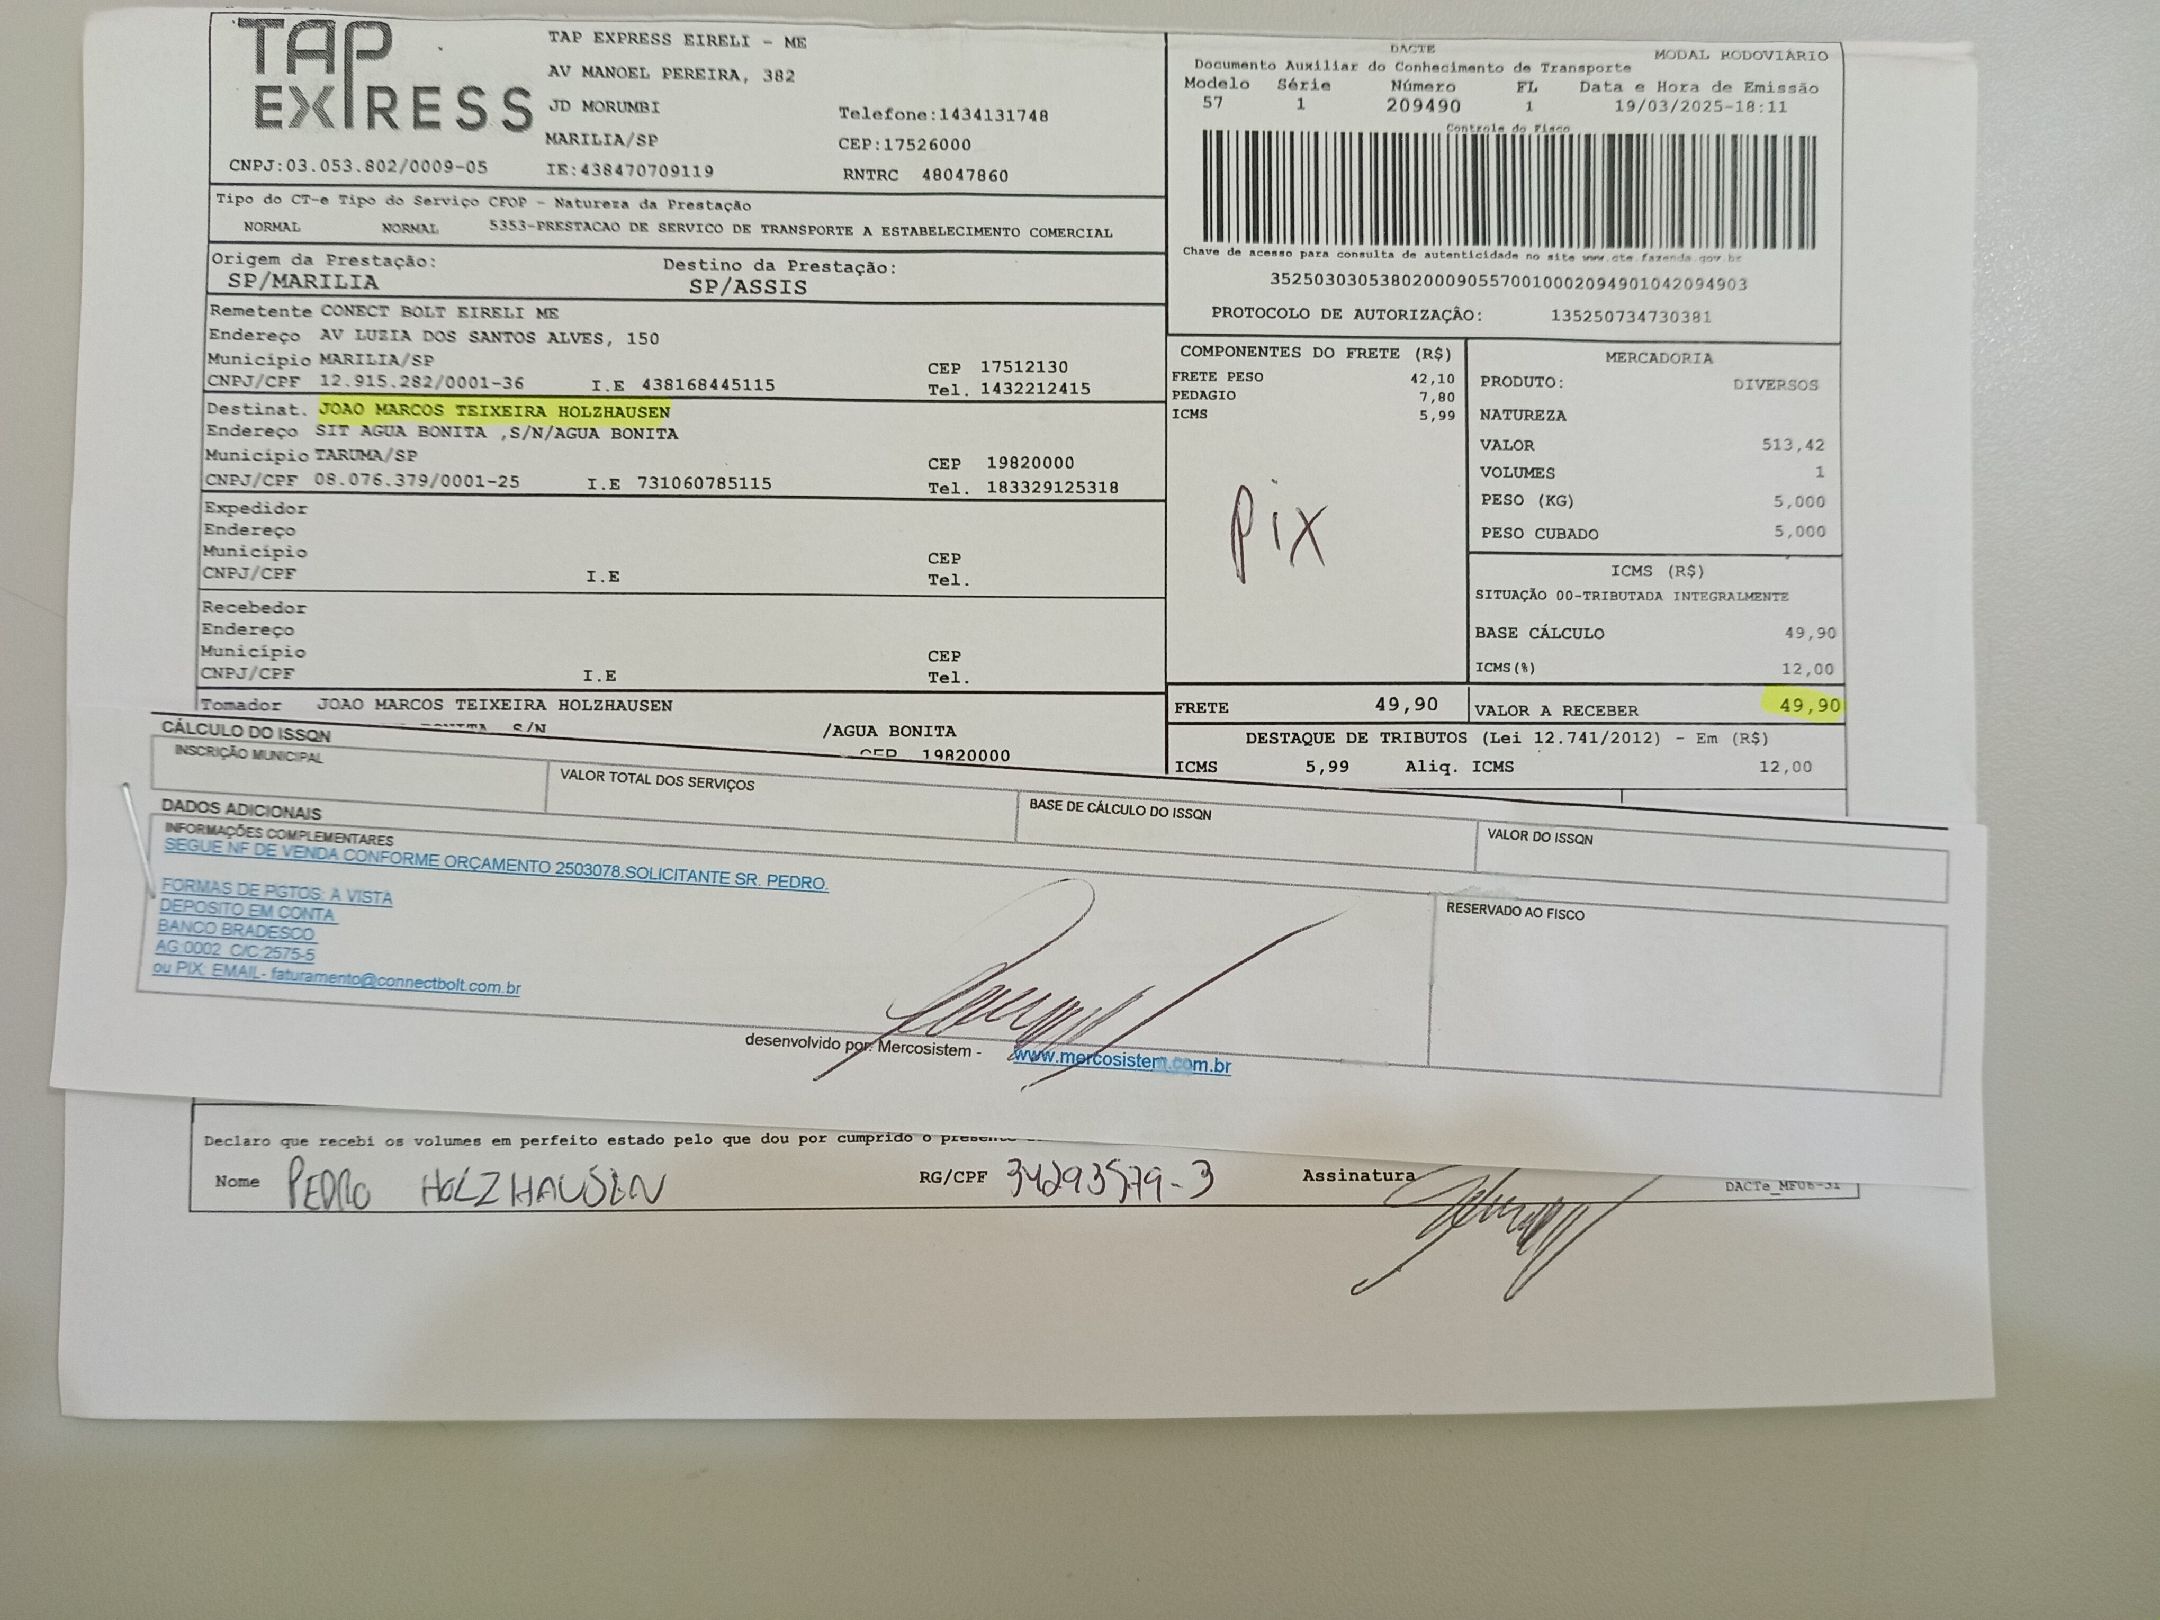 TAP EXPRESS
TAP EXPRESS EIRELI - ME
AV MANOEL PEREIRA, 382
JD MORUMBI
Telefone:1434131748
MARILIA/SP
CEP:17526000
CNPJ:03.053.802/0009-05
IE:438470709119
RNTRC 48047860
DACTE
MODAL RODOVIÁRIO
Documento Auxiliar do Conhecimento de Transporte
Modelo Série Número FL Data e Hora de Emissão
57 1 209490 1 19/03/2025-18:11
Controle do Fisco
Chave de acesso para consulta de autenticidade no site www.cte.fazenda.gov.br
35250303053802000905570010002094901042094903
PROTOCOLO DE AUTORIZAÇÃO: 135250734730381
Tipo do CT-e Tipo do Serviço CFOP - Natureza da Prestação
NORMAL NORMAL 5353-PRESTACAO DE SERVICO DE TRANSPORTE A ESTABELECIMENTO COMERCIAL
Origem da Prestação: Destino da Prestação:
SP/MARILIA SP/ASSIS
Remetente CONECT BOLT EIRELI ME
Endereço AV LUZIA DOS SANTOS ALVES, 150
Município MARILIA/SP CEP 17512130
CNPJ/CPF 12.915.282/0001-36 I.E 438168445115 Tel. 1432212415
Destinat. JOAO MARCOS TEIXEIRA HOLZHAUSEN
Endereço SIT AGUA BONITA ,S/N/AGUA BONITA
Município TARUMA/SP CEP 19820000
CNPJ/CPF 08.076.379/0001-25 I.E 731060785115 Tel. 183329125318
Expedidor
Endereço
Município CEP
CNPJ/CPF I.E Tel.
Recebedor
Endereço
Município CEP
CNPJ/CPF I.E Tel.
Tomador JOAO MARCOS TEIXEIRA HOLZHAUSEN
S/N /AGUA BONITA
CEP 19820000
COMPONENTES DO FRETE (R$)
FRETE PESO 42,10
PEDAGIO 7,80
ICMS 5,99
Pix
MERCADORIA
PRODUTO: DIVERSOS
NATUREZA
VALOR 513,42
VOLUMES 1
PESO (KG) 5,000
PESO CUBADO 5,000
ICMS (R$)
SITUAÇÃO 00-TRIBUTADA INTEGRALMENTE
BASE CÁLCULO 49,90
ICMS(%) 12,00
FRETE 49,90 VALOR A RECEBER 49,90
DESTAQUE DE TRIBUTOS (Lei 12.741/2012) - Em (R$)
ICMS 5,99 Aliq. ICMS 12,00
CÁLCULO DO ISSQN
INSCRIÇÃO MUNICIPAL
VALOR TOTAL DOS SERVIÇOS
BASE DE CÁLCULO DO ISSQN
VALOR DO ISSQN
DADOS ADICIONAIS
INFORMAÇÕES COMPLEMENTARES
RESERVADO AO FISCO
SEGUE NF DE VENDA CONFORME ORÇAMENTO 2503078.SOLICITANTE SR. PEDRO.
FORMAS DE PGTOS: A VISTA
DEPOSITO EM CONTA
BANCO BRADESCO
AG:0002 C/C:2575-5
ou PIX: EMAIL- faturamento@connectbolt.com.br
desenvolvido por: Mercosistem - www.mercosistem.com.br
Declaro que recebi os volumes em perfeito estado pelo que dou por cumprido o
Nome PEDRO HOLZHAUSEN RG/CPF 34293579-3 Assinatura